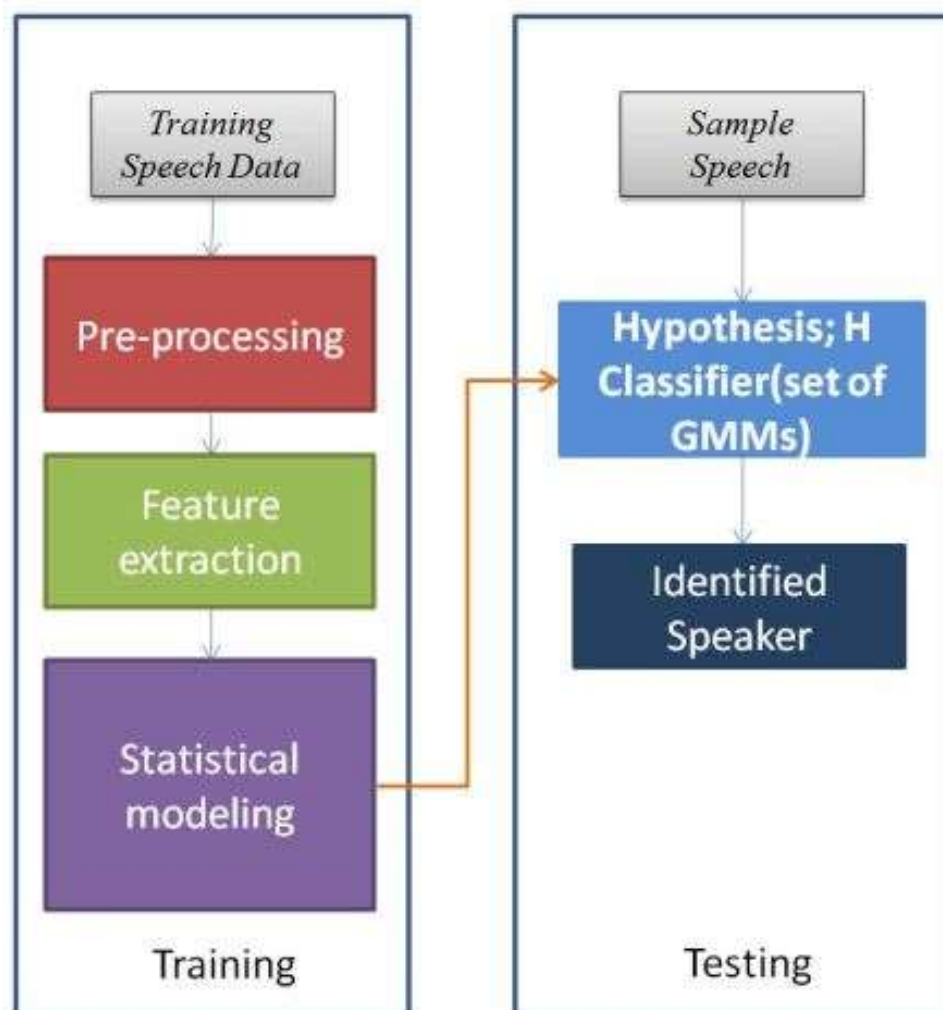 Training
Speech Data
Pre-processing
Feature
extraction
Statistical
modeling
Training
Sample
Speech
Hypothesis; H
Classifier(set of
GMMs)
Identified
Speaker
Testing